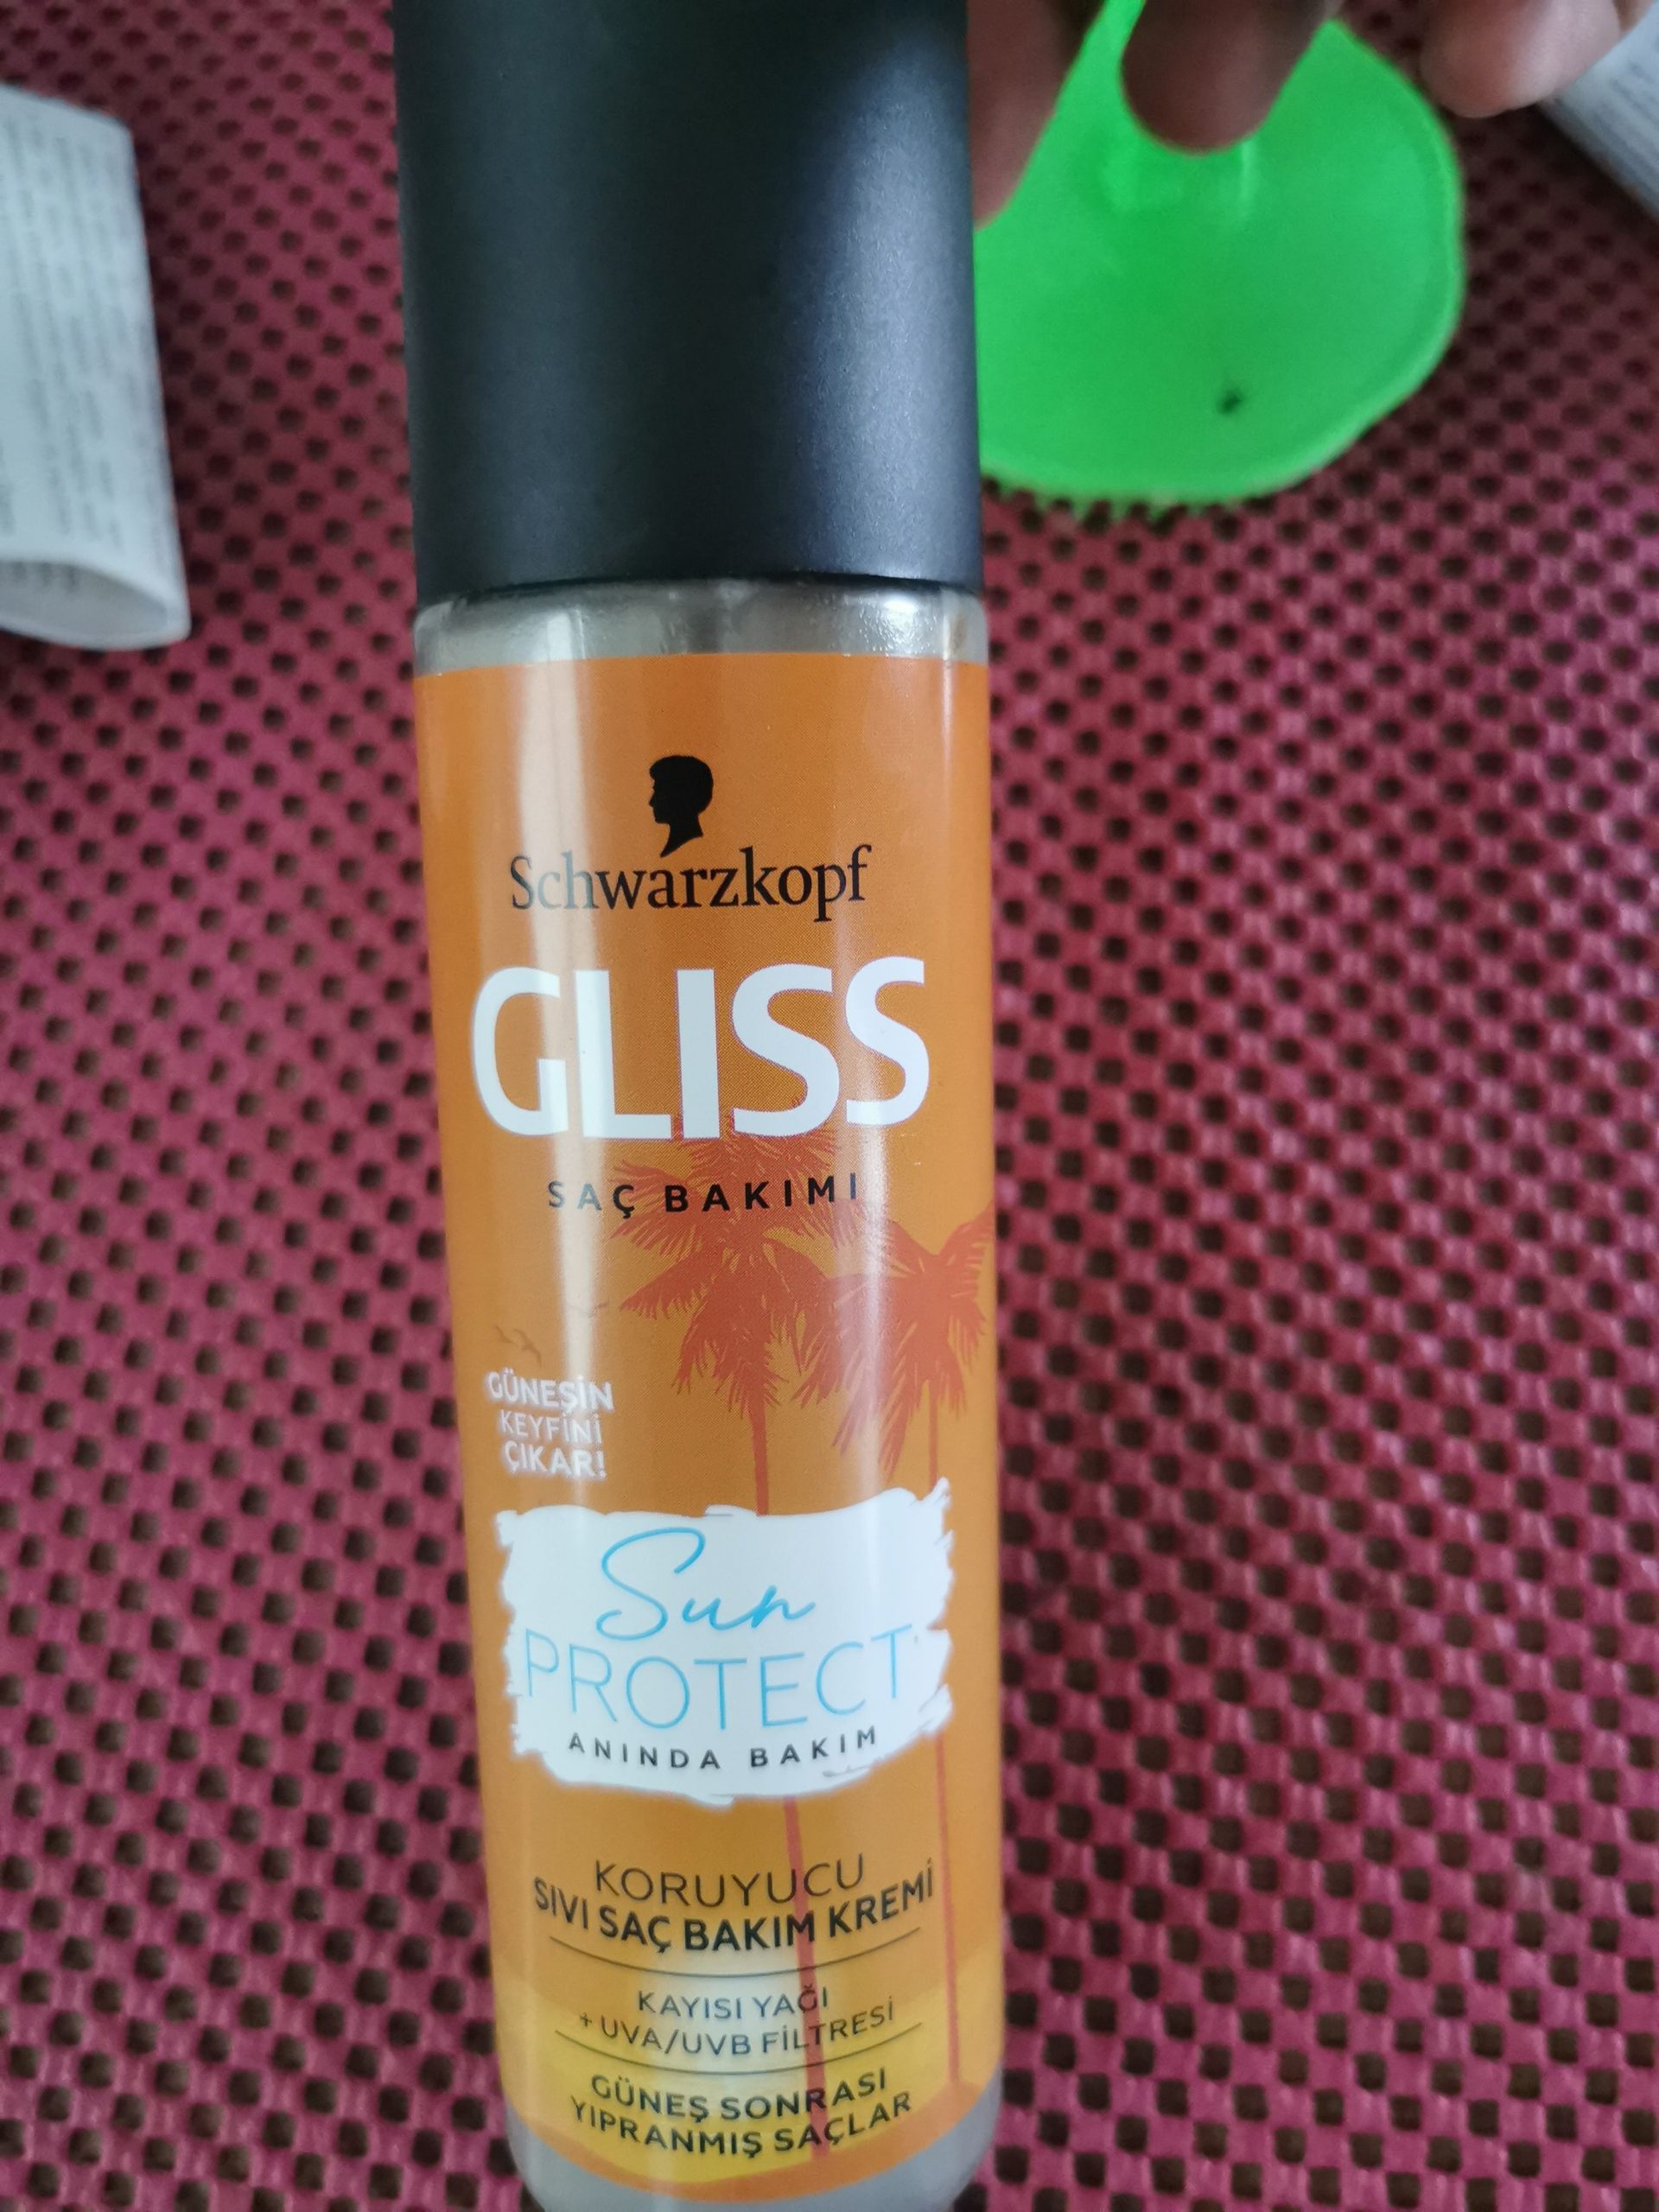 Schwarzkopf
GLISS
SAÇ BAKIMI
GÜNEŞİN
KEYFİNİ
ÇIKAR!
Sun
PROTECT
ANINDA BAKIM
KORUYUCU
SIVI SAÇ BAKIM KREMİ
KAYISI YAĞI
+ UVA/UVB FİLTRESİ
GÜNEŞ SONRASI
YIPRANMIŞ SAÇLAR